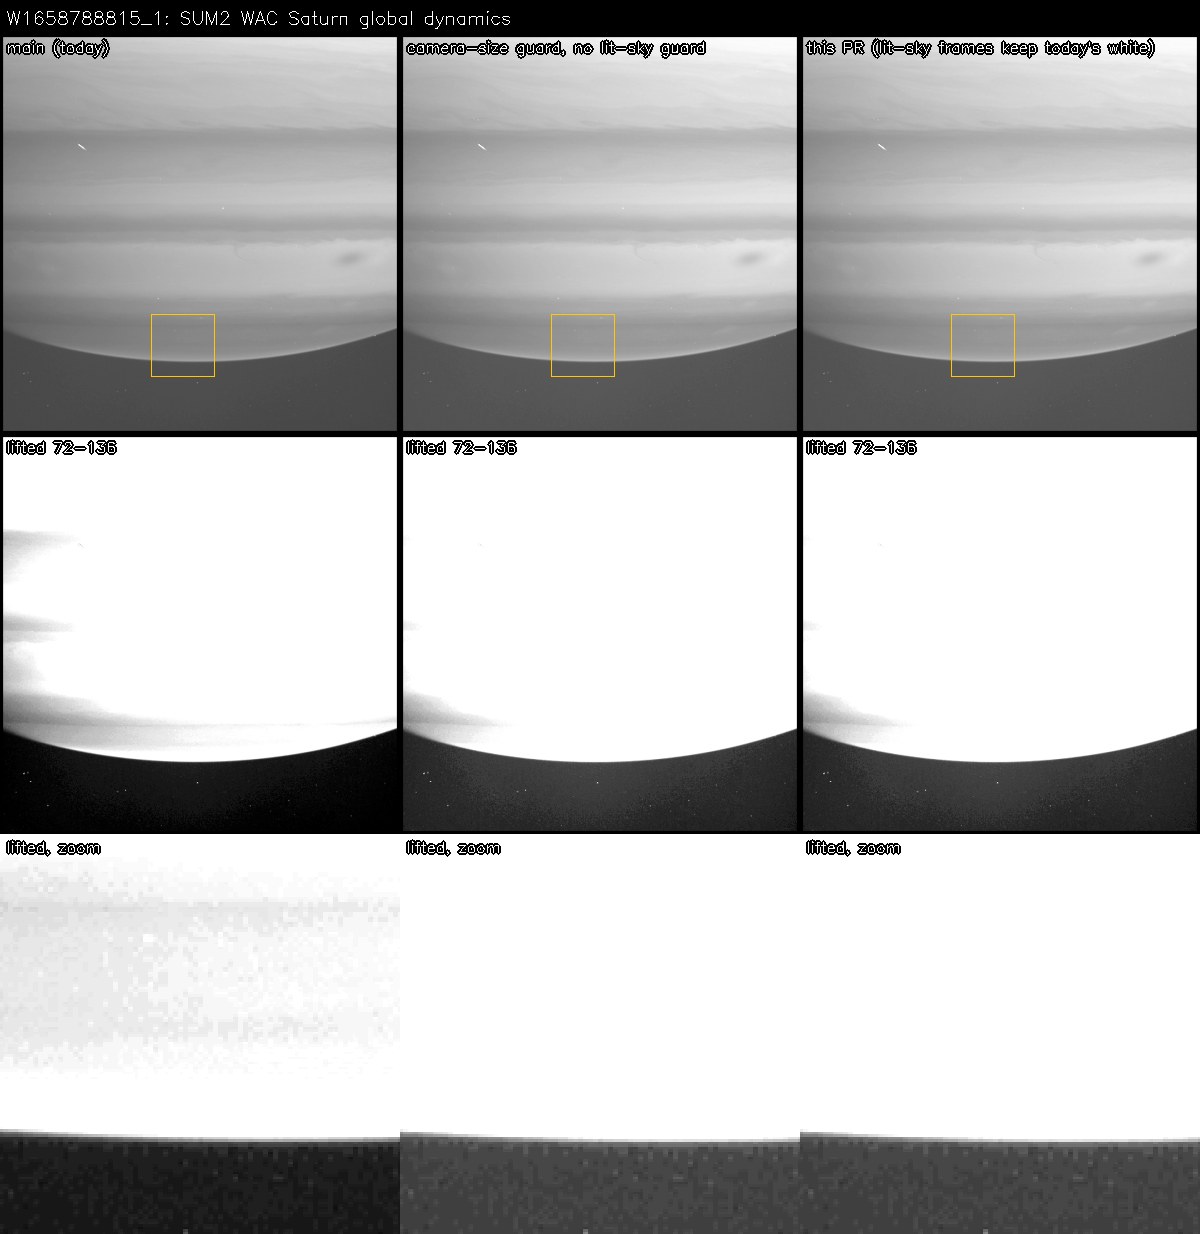 W1658788815_1: SUM2 WAC Saturn global dynamics
main (today)
camera-size guard, no lit-sky guard
this PR (lit-sky frames keep today's white)
lifted 72-136
lifted 72-136
lifted 72-136
lifted, zoom
lifted, zoom
lifted, zoom